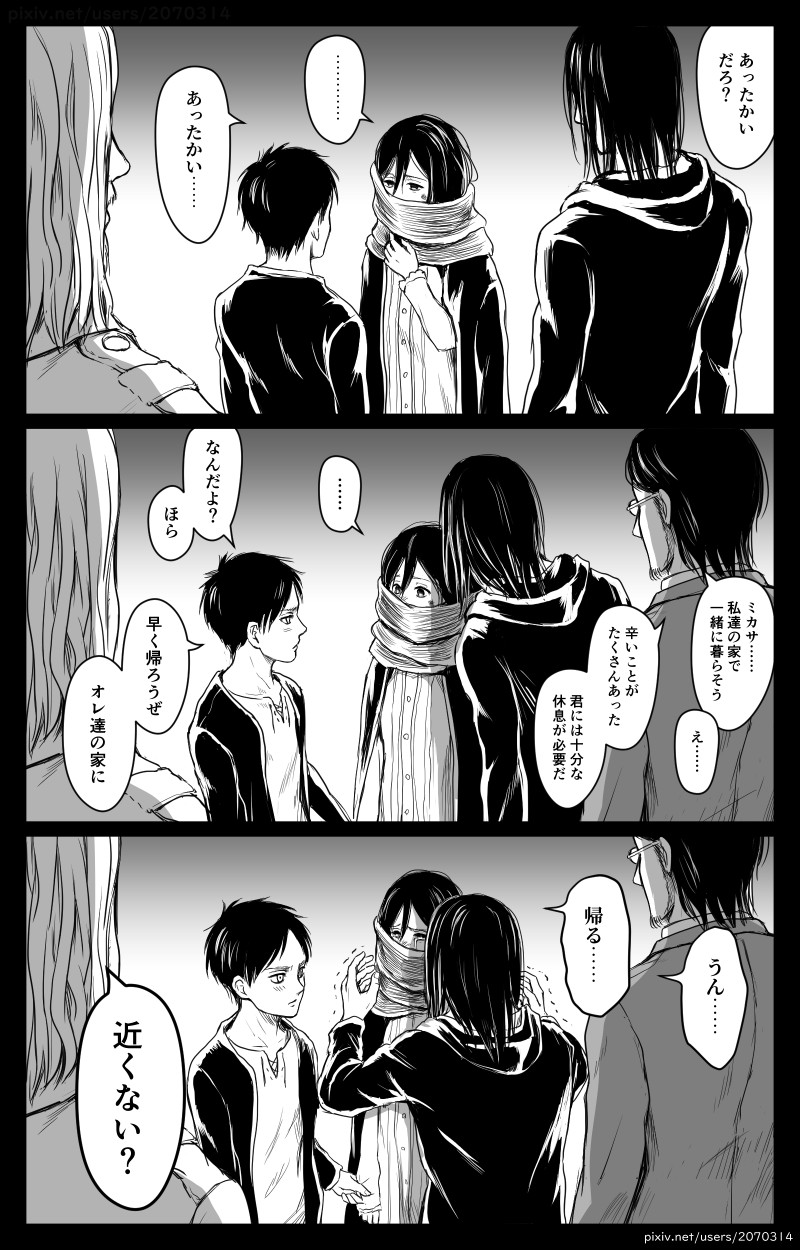 pixiv.net/users/2070314
あったかい
だろ？
…………
あったかい……
ミカサ……
私達の家で
一緒に暮らそう
え……
辛いことが
たくさんあった
君には十分な
休息が必要だ
……
なんだよ？
ほら
早く帰ろうぜ
オレ達の家に
うん……
帰る……
近くない？
pixiv.net/users/2070314